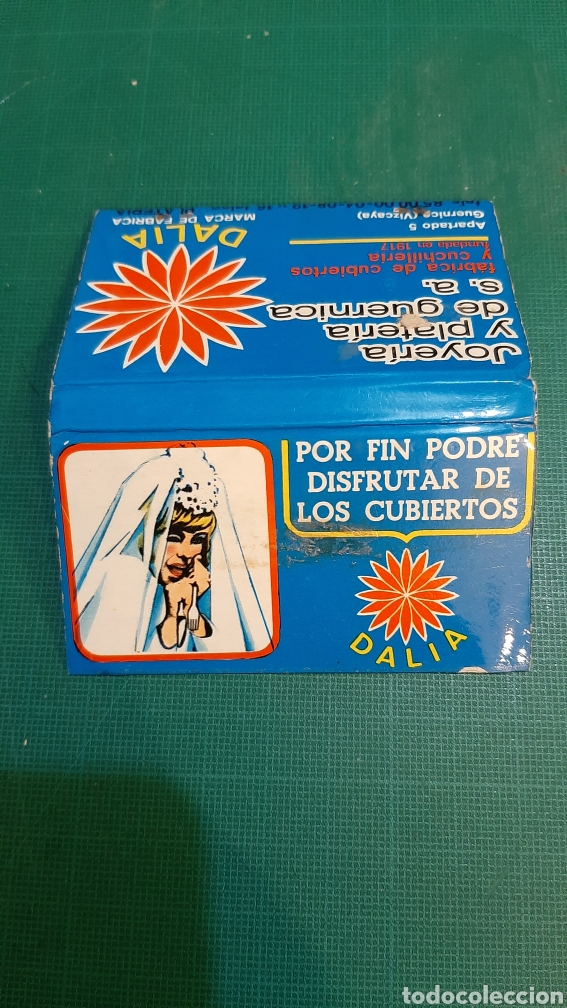 Joyería
y platería
de guernica
s. a.
fábrica de cubiertos
y cuchillería
fundada en 1917
Apartado 5
Guernica (Vizcaya)
DALIA
MARCA DE FABRICA
POR FIN PODRE
DISFRUTAR DE
LOS CUBIERTOS
DALIA
todocoleccion